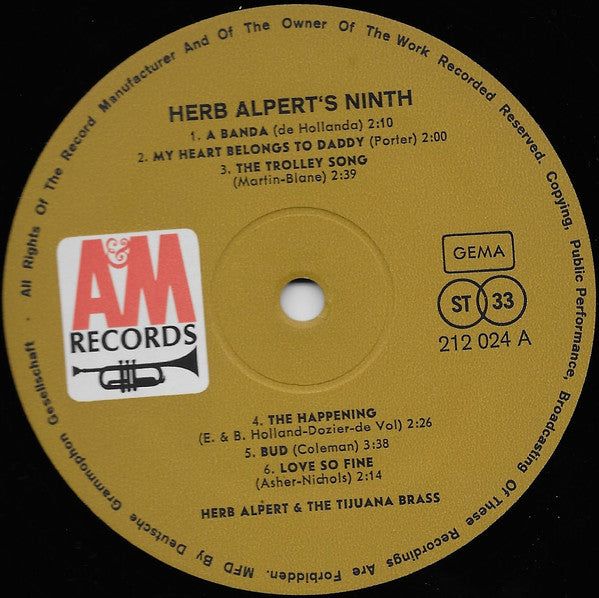 HERB ALPERT'S NINTH
1. A BANDA (de Hollanda) 2:10
2. MY HEART BELONGS TO DADDY (Porter) 2:00
3. THE TROLLEY SONG
(Martin-Blane) 2:39
A&M
RECORDS
GEMA
ST 33
212 024 A
4. THE HAPPENING
(E. & B. Holland-Dozier-de Vol) 2:26
5. BUD (Coleman) 3:38
6. LOVE SO FINE
(Asher-Nichols) 2:14
HERB ALPERT & THE TIJUANA BRASS
· All Rights Of The Record Manufacturer And Of The Owner Of The Work Recorded Reserved. Copying, Public Performance, Broadcasting Of These Recordings Are Forbidden. MFD By Deutsche Grammophon Gesellschaft